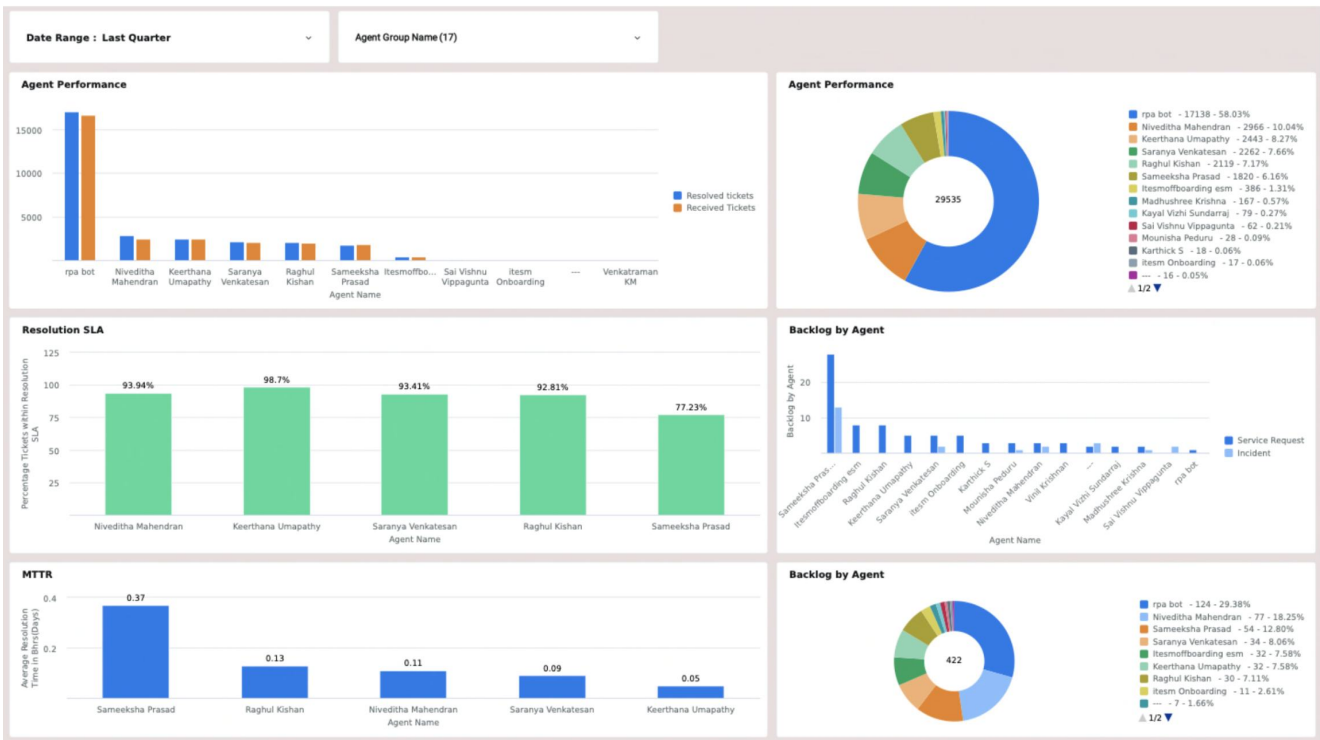 Date Range : Last Quarter
Agent Group Name (17)
Agent Performance
15000
10000
5000
rpa bot
Niveditha Mahendran
Keerthana Umapathy
Saranya Venkatesan
Raghul Kishan
Sameeksha Prasad
Itesmoffbo...
Sai Vishnu Vippagunta
itesm Onboarding
---
Venkatraman KM
Agent Name
Resolved tickets
Received Tickets
Agent Performance
29535
rpa bot - 17138 - 58.03%
Niveditha Mahendran - 2966 - 10.04%
Keerthana Umapathy - 2443 - 8.27%
Saranya Venkatesan - 2262 - 7.66%
Raghul Kishan - 2119 - 7.17%
Sameeksha Prasad - 1820 - 6.16%
Itesmoffboarding esm - 386 - 1.31%
Madhushree Krishna - 167 - 0.57%
Kayal Vizhi Sundarraj - 79 - 0.27%
Sai Vishnu Vippagunta - 62 - 0.21%
Mounisha Peduru - 28 - 0.09%
Karthick S - 18 - 0.06%
itesm Onboarding - 17 - 0.06%
--- - 16 - 0.05%
1/2
Resolution SLA
Percentage Tickets within Resolution
SLA
125
100
75
50
25
93.94%
98.7%
93.41%
92.81%
77.23%
Niveditha Mahendran
Keerthana Umapathy
Saranya Venkatesan
Raghul Kishan
Sameeksha Prasad
Agent Name
Backlog by Agent
Backlog by Agent
20
10
Sameeksha Pras...
Itesmoffboarding esm
Raghul Kishan
Keerthana Umapathy
Saranya Venkatesan
itesm Onboarding
Karthick S
Mounisha Peduru
Niveditha Mahendran
Vinil Krishnan
---
Kayal Vizhi Sundarraj
Madhushree Krishna
Sai Vishnu Vippagunta
rpa bot
Agent Name
Service Request
Incident
MTTR
Average Resolution
Time in Bhrs(Days)
0.4
0.2
0.37
0.13
0.11
0.09
0.05
Sameeksha Prasad
Raghul Kishan
Niveditha Mahendran
Saranya Venkatesan
Keerthana Umapathy
Agent Name
Backlog by Agent
422
rpa bot - 124 - 29.38%
Niveditha Mahendran - 77 - 18.25%
Sameeksha Prasad - 54 - 12.80%
Saranya Venkatesan - 34 - 8.06%
Itesmoffboarding esm - 32 - 7.58%
Keerthana Umapathy - 32 - 7.58%
Raghul Kishan - 30 - 7.11%
itesm Onboarding - 11 - 2.61%
--- - 7 - 1.66%
1/2